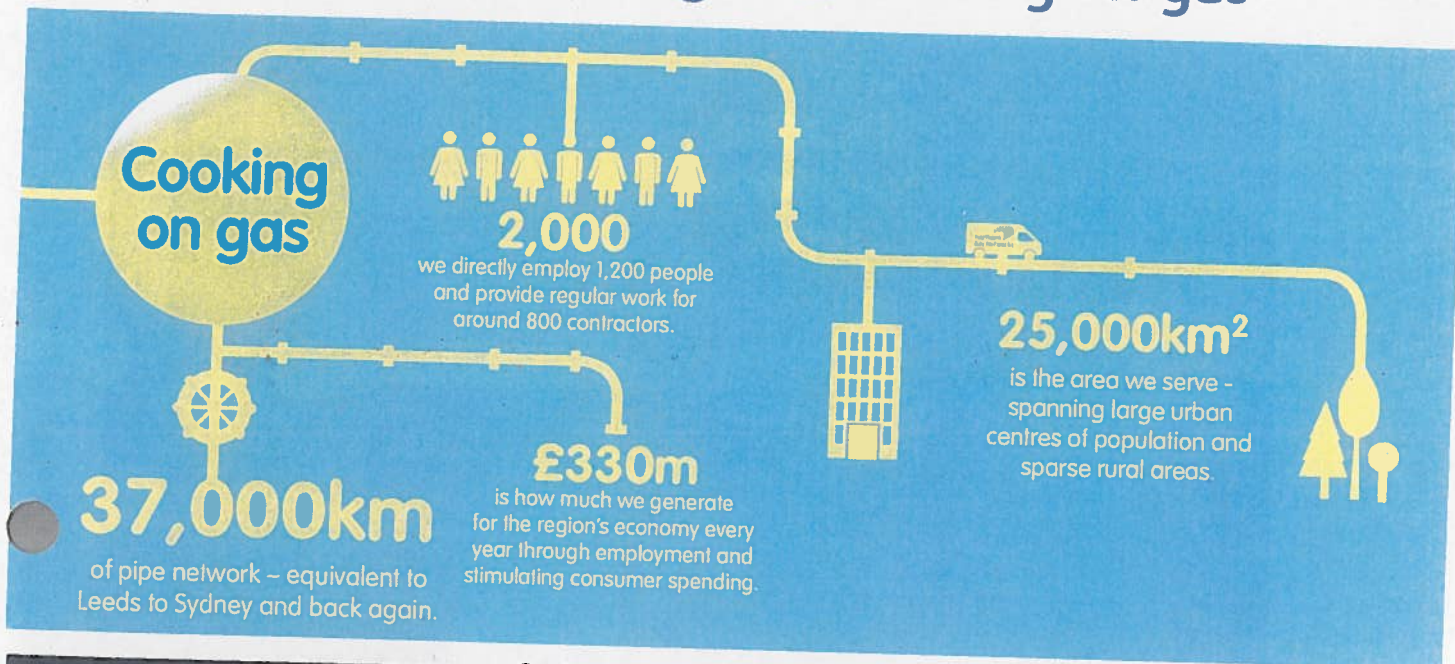 gas
Cooking
on gas
2,000
we directly employ 1,200 people
and provide regular work for
around 800 contractors.
25,000km²
is the area we serve -
spanning large urban
centres of population and
sparse rural areas.
£330m
is how much we generate
for the region's economy every
year through employment and
stimulating consumer spending.
37,000km
of pipe network – equivalent to
Leeds to Sydney and back again.